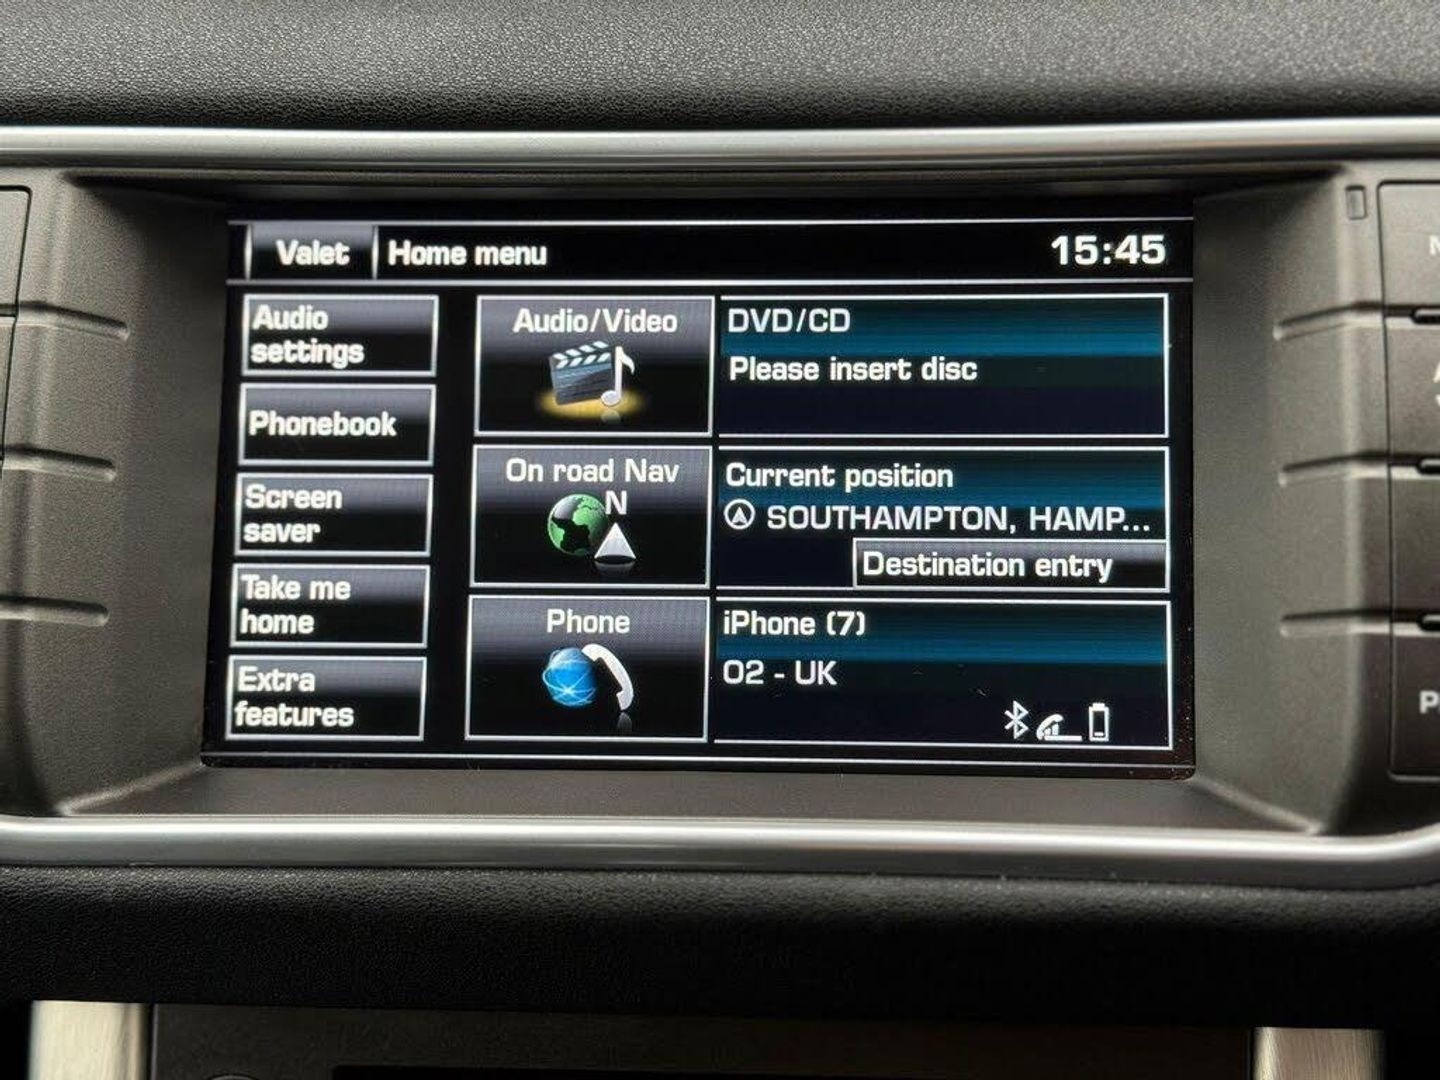 Valet
Home menu
15:45
Audio
settings
Phonebook
Screen
saver
Take me
home
Extra
features
Audio/Video
DVD/CD
Please insert disc
On road Nav
N
Current position
SOUTHAMPTON, HAMP...
Destination entry
Phone
iPhone (7)
O2 - UK